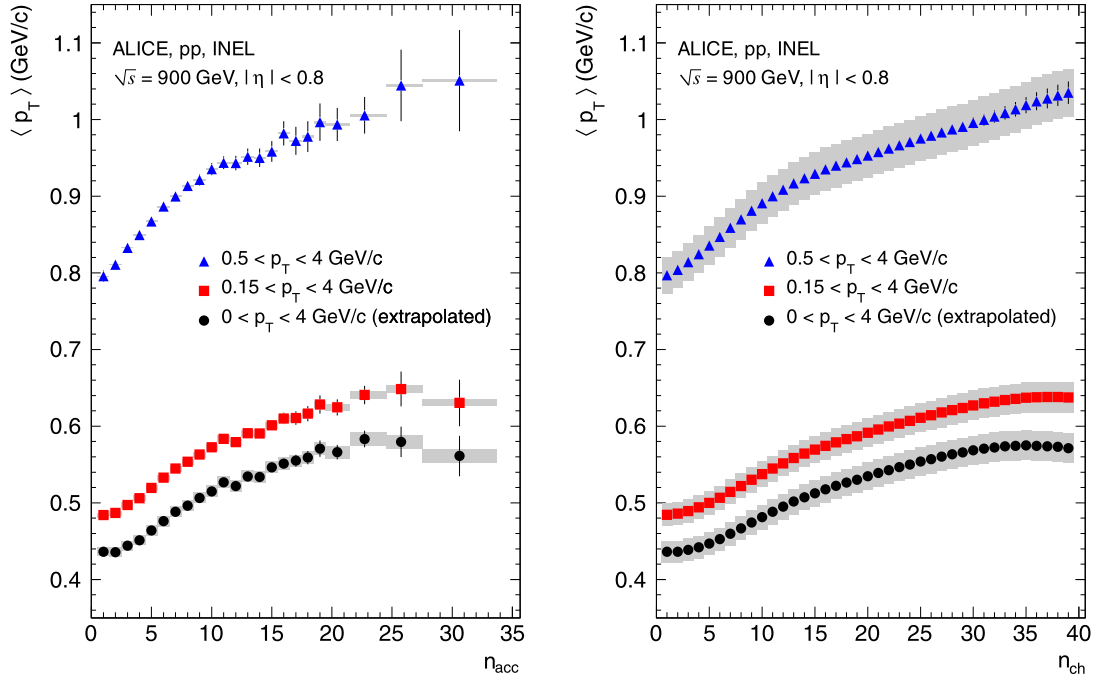 ⟨ p_T ⟩ (GeV/c)
1.1
1
0.9
0.8
0.7
0.6
0.5
0.4
ALICE, pp, INEL
√s = 900 GeV, | η | < 0.8
0.5 < p_T < 4 GeV/c
0.15 < p_T < 4 GeV/c
0 < p_T < 4 GeV/c (extrapolated)
0 5 10 15 20 25 30 35
n_acc
⟨ p_T ⟩ (GeV/c)
1.1
1
0.9
0.8
0.7
0.6
0.5
0.4
ALICE, pp, INEL
√s = 900 GeV, | η | < 0.8
0.5 < p_T < 4 GeV/c
0.15 < p_T < 4 GeV/c
0 < p_T < 4 GeV/c (extrapolated)
0 5 10 15 20 25 30 35 40
n_ch